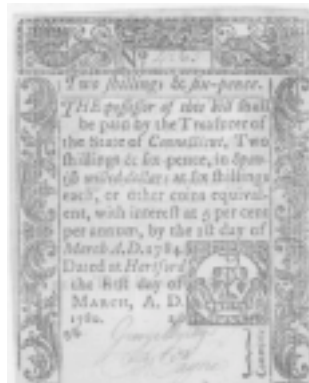 No
Two shillings & six-pence.
THE possessor of this bill shall
be paid by the Treasurer of
the State of Connecticut, Two
shillings & six-pence, in Span-
ish milled dollars at six shillings
each, or other coins equival-
ent, with interest at 5 per cent
per annum, by the 1st day of
March A.D. 1784.
Dated at Hartford
the first day of
MARCH, A. D.
1780.